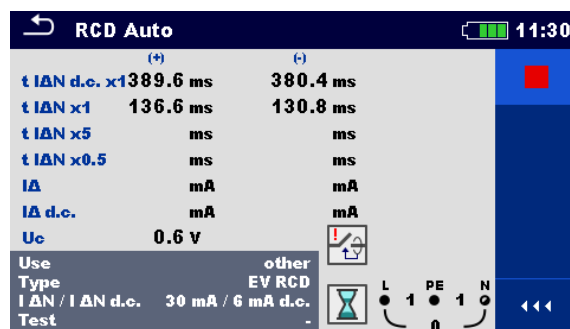 RCD Auto 11:30
(+) (-)
t IΔN d.c. x1 389.6 ms 380.4 ms
t IΔN x1 136.6 ms 130.8 ms
t IΔN x5 ms ms
t IΔN x0.5 ms ms
IΔ mA mA
IΔ d.c. mA mA
Uc 0.6 V
Use other
Type EV RCD
I ΔN / I ΔN d.c. 30 mA / 6 mA d.c.
Test -
L PE N
1 1
0